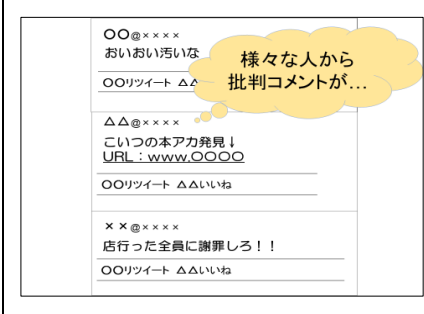 〇〇@××××
おいおい汚いな
〇〇リツイート △△
様々な人から
批判コメントが…
△△@××××
こいつの本アカ発見↓
URL：www.〇〇〇〇
〇〇リツイート △△いいね
××@××××
店行った全員に謝罪しろ！！
〇〇リツイート △△いいね